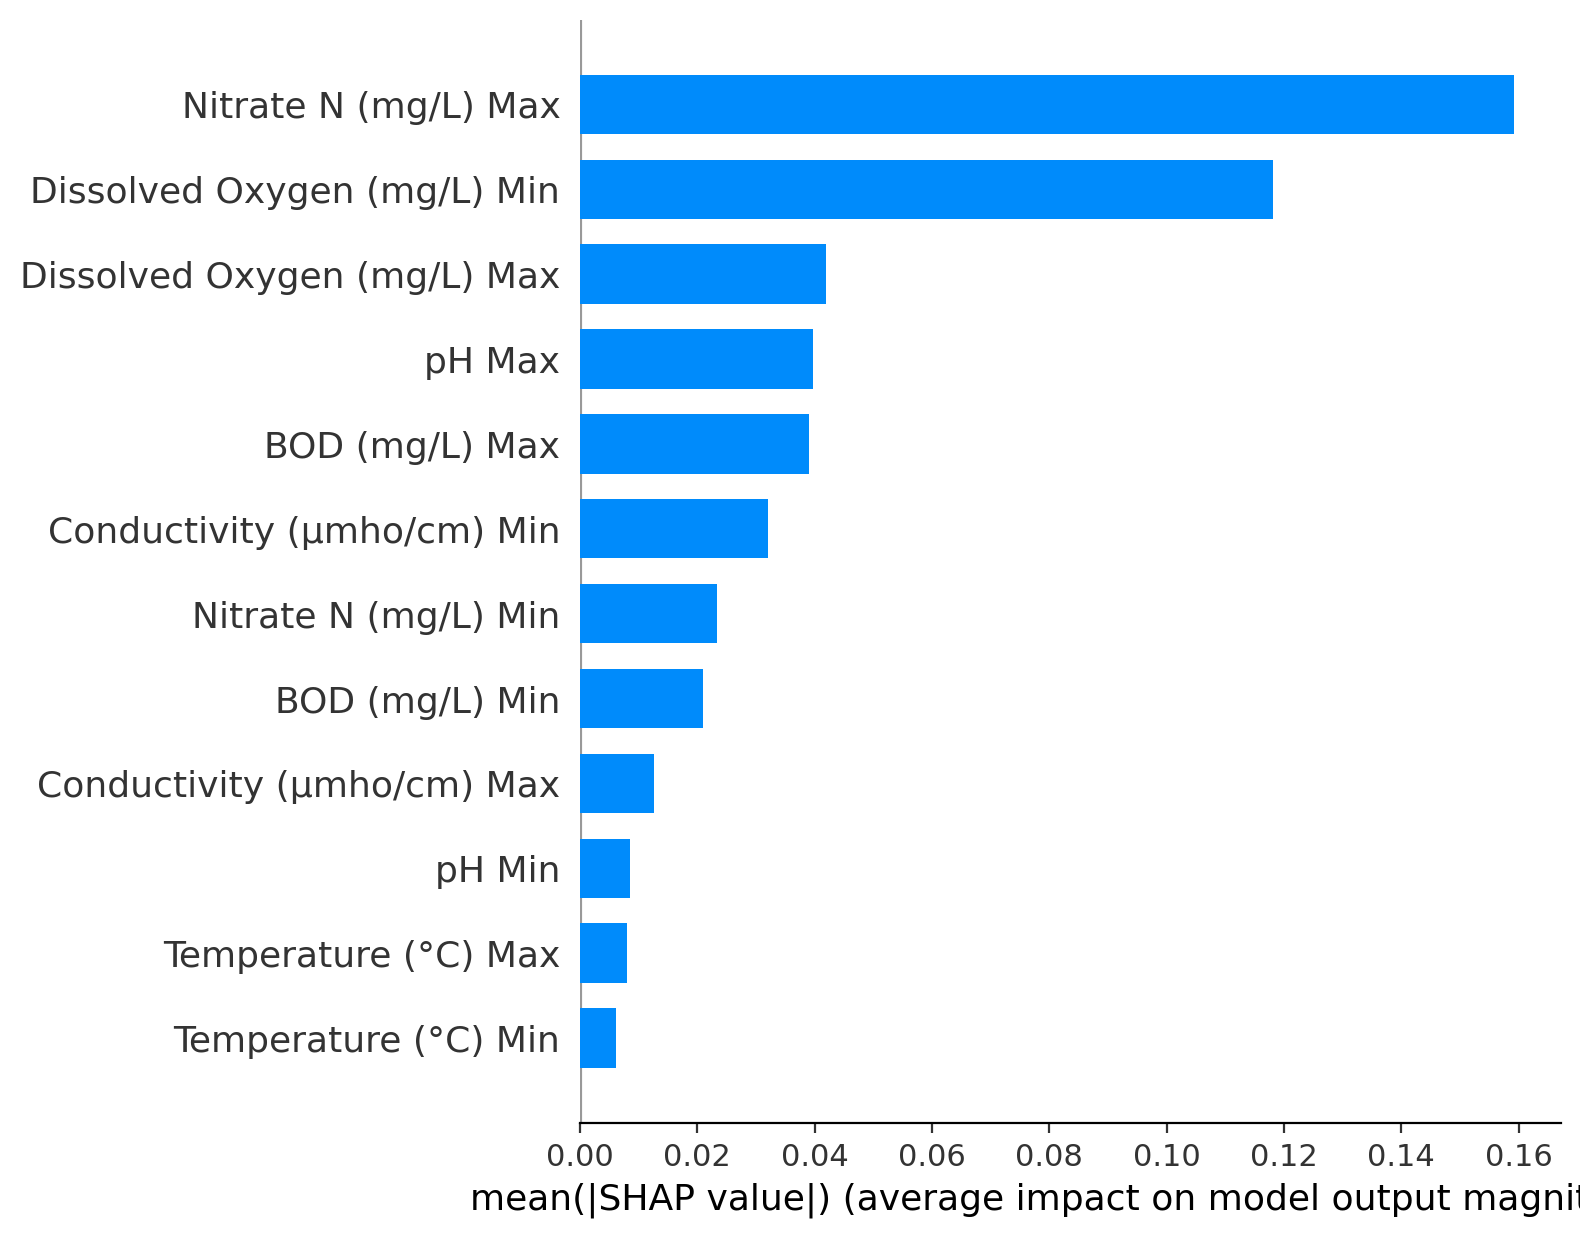 Nitrate N (mg/L) Max
Dissolved Oxygen (mg/L) Min
Dissolved Oxygen (mg/L) Max
pH Max
BOD (mg/L) Max
Conductivity (µmho/cm) Min
Nitrate N (mg/L) Min
BOD (mg/L) Min
Conductivity (µmho/cm) Max
pH Min
Temperature (°C) Max
Temperature (°C) Min
0.00 0.02 0.04 0.06 0.08 0.10 0.12 0.14 0.16
mean(|SHAP value|) (average impact on model output